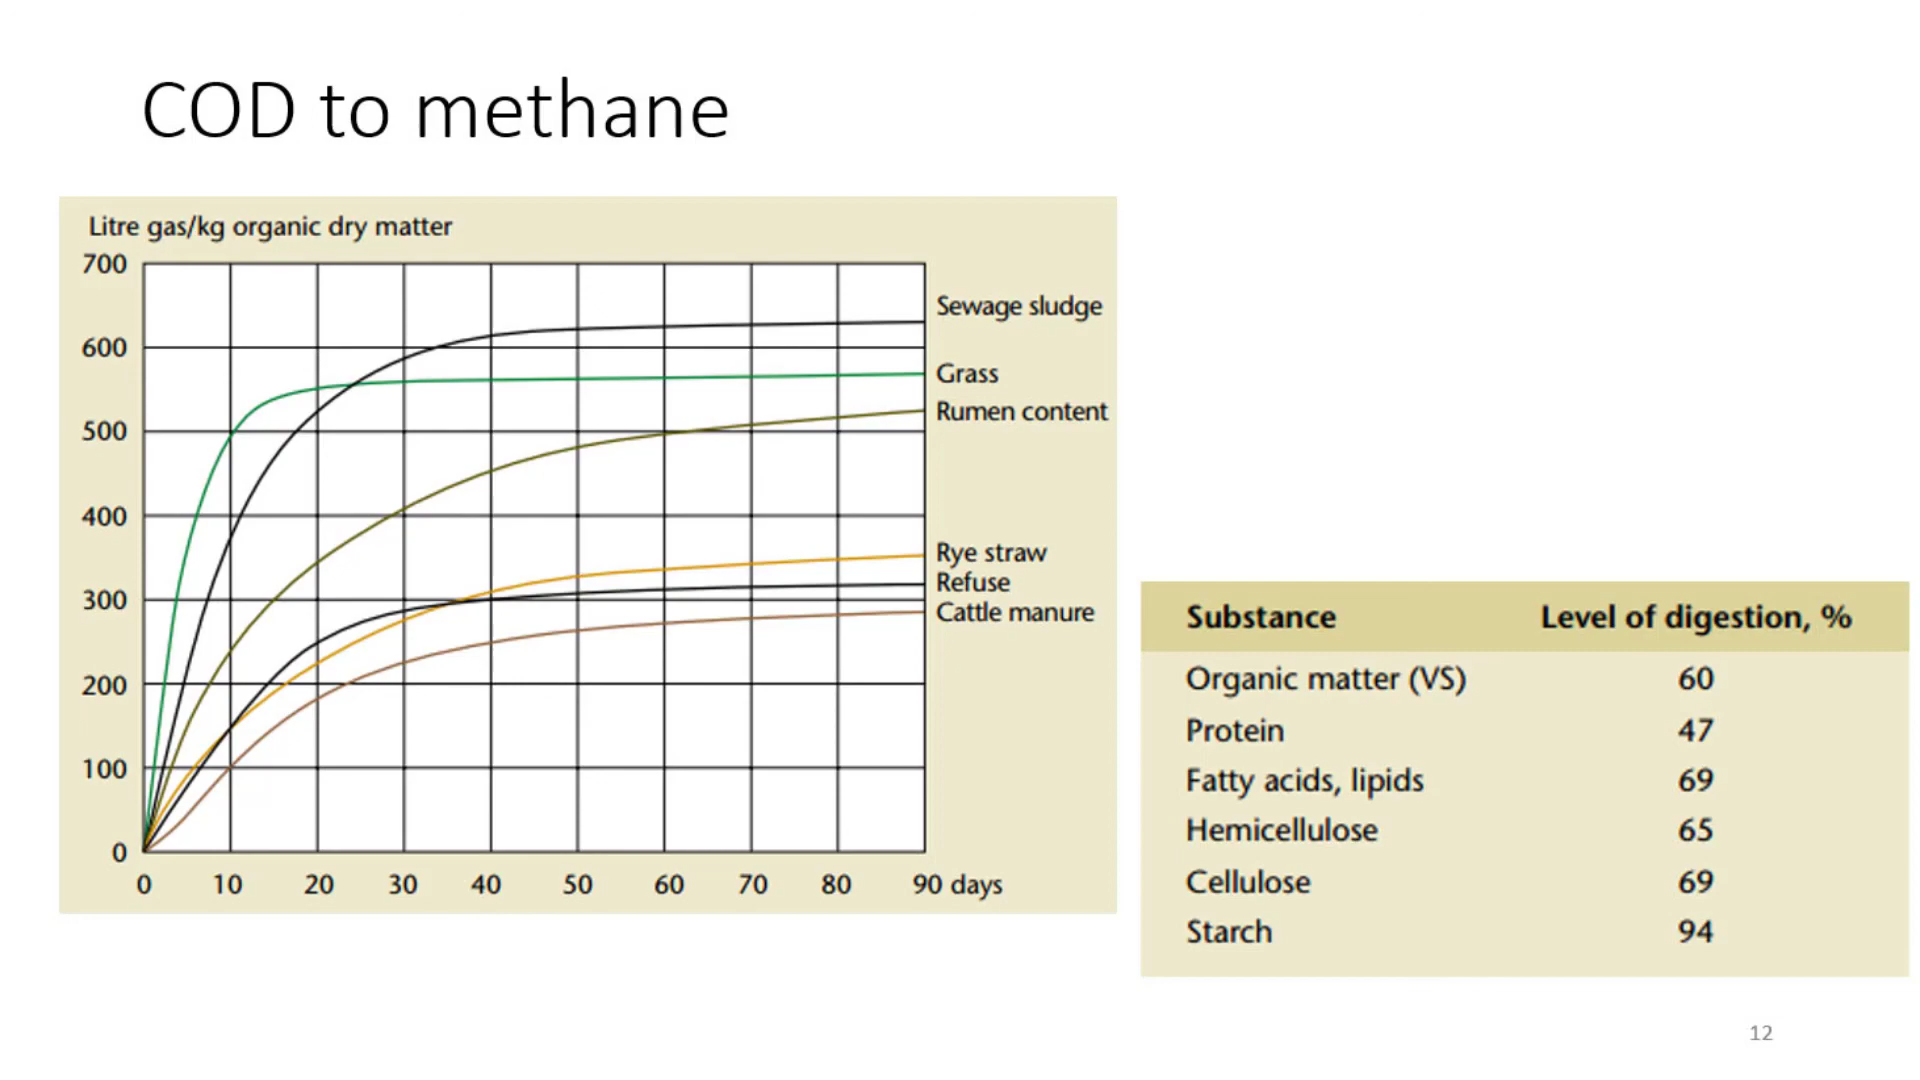 COD to methane
Litre gas/kg organic dry matter
700
600
500
400
300
200
100
0
0 10 20 30 40 50 60 70 80 90 days
Sewage sludge
Grass
Rumen content
Rye straw
Refuse
Cattle manure
Substance Level of digestion, %
Organic matter (VS) 60
Protein 47
Fatty acids, lipids 69
Hemicellulose 65
Cellulose 69
Starch 94
12